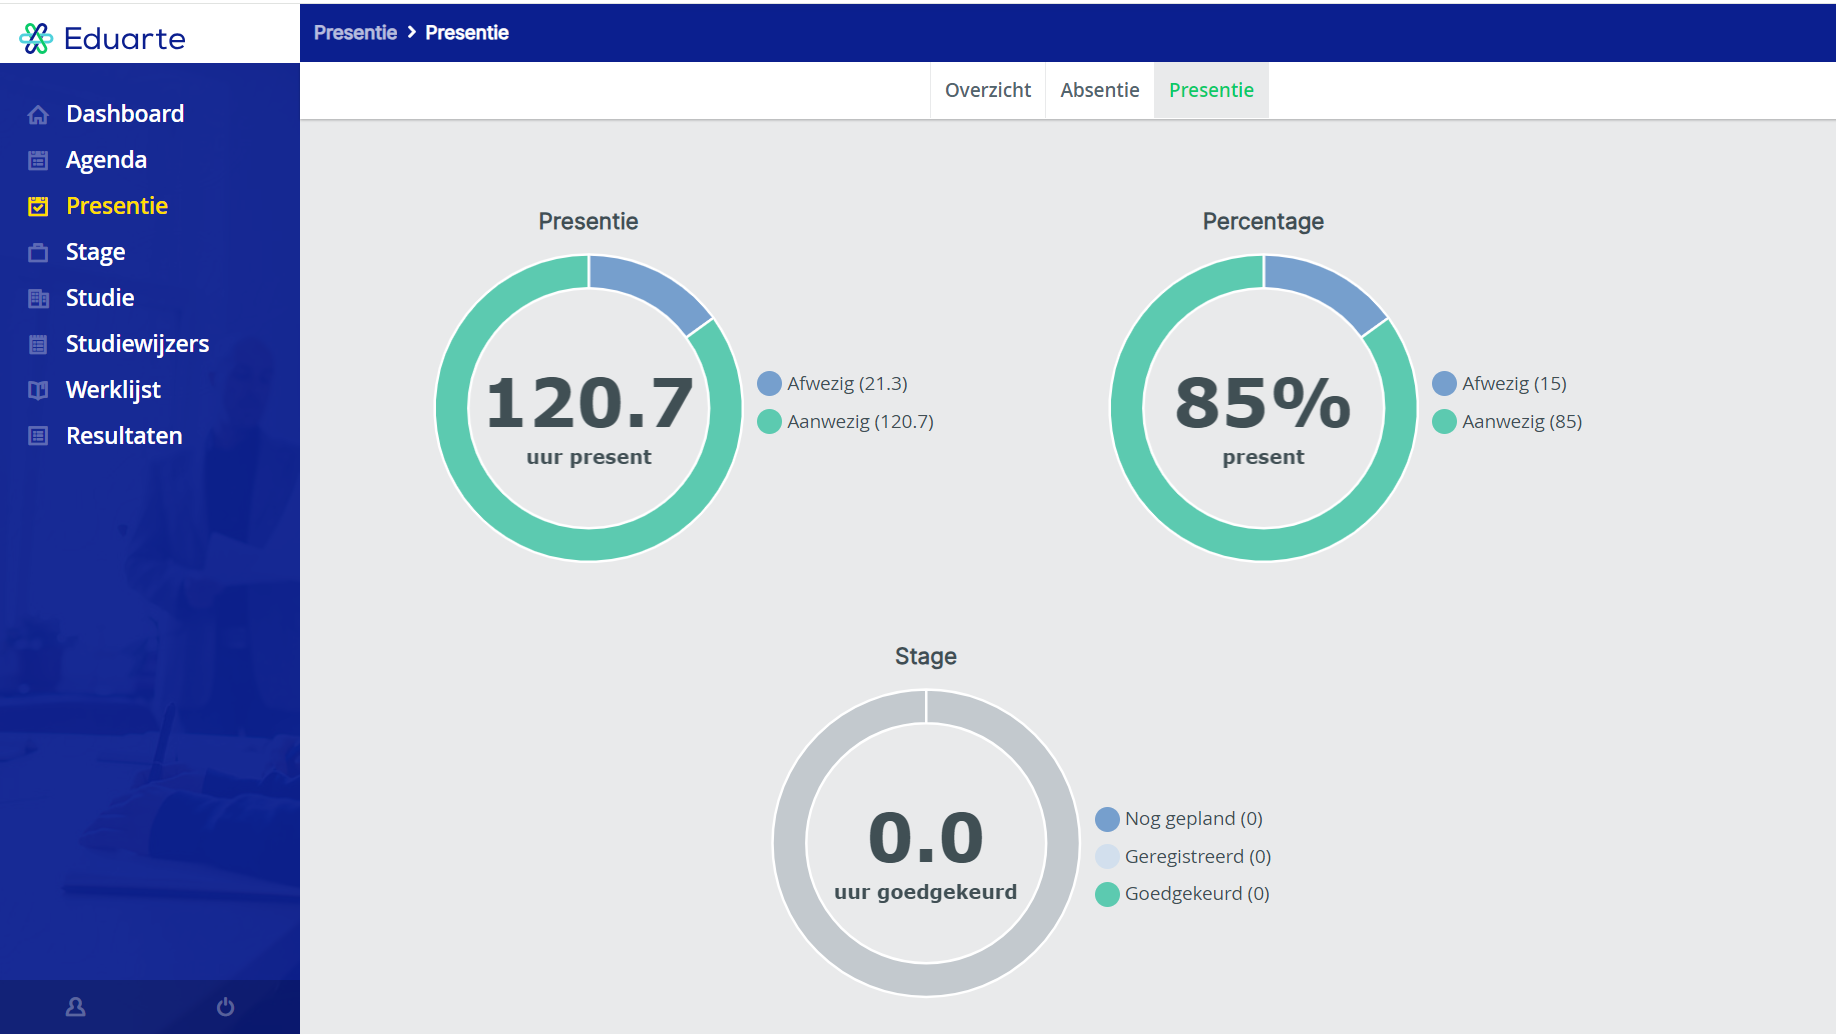 Eduarte
Presentie > Presentie
Overzicht Absentie Presentie
Dashboard
Agenda
Presentie
Stage
Studie
Studiewijzers
Werklijst
Resultaten
Presentie
120.7
uur present
Afwezig (21.3)
Aanwezig (120.7)
Percentage
85%
present
Afwezig (15)
Aanwezig (85)
Stage
0.0
uur goedgekeurd
Nog gepland (0)
Geregistreerd (0)
Goedgekeurd (0)